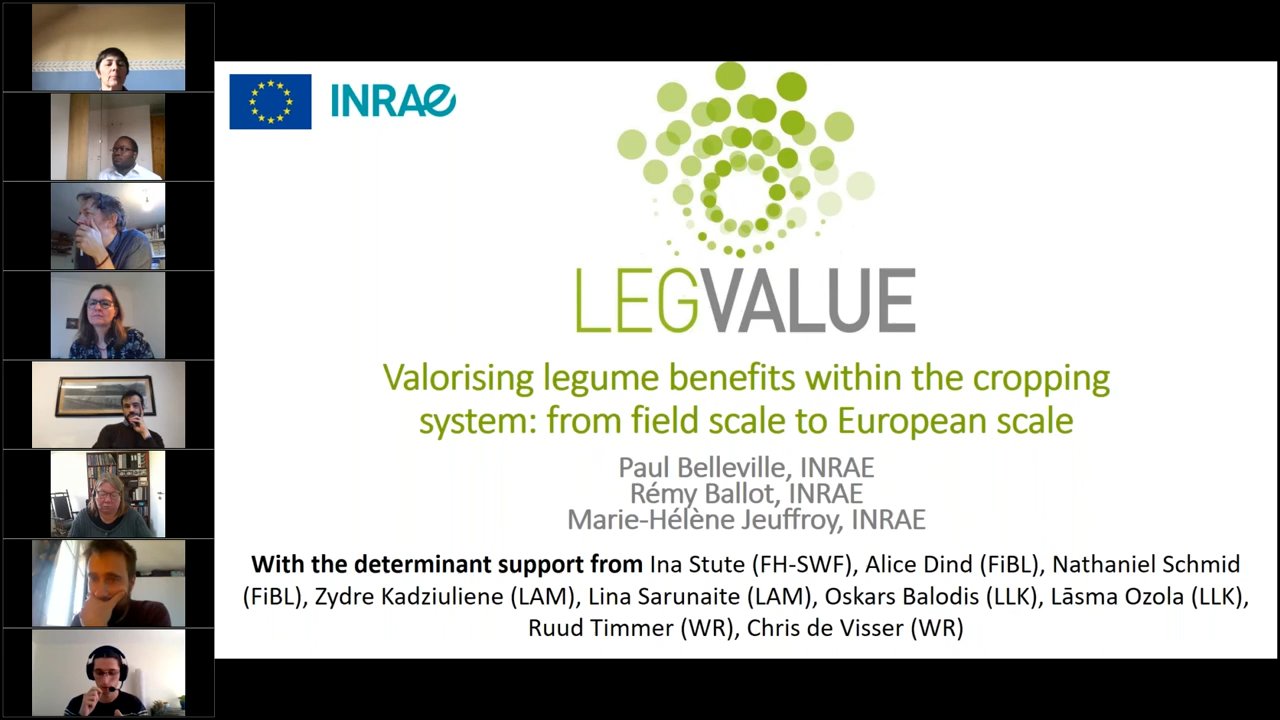 INRAE
LEGVALUE
Valorising legume benefits within the cropping
system: from field scale to European scale
Paul Belleville, INRAE
Rémy Ballot, INRAE
Marie-Hélène Jeuffroy, INRAE
With the determinant support from Ina Stute (FH-SWF), Alice Dind (FiBL), Nathaniel Schmid
(FiBL), Zydre Kadziuliene (LAM), Lina Sarunaite (LAM), Oskars Balodis (LLK), Lāsma Ozola (LLK),
Ruud Timmer (WR), Chris de Visser (WR)